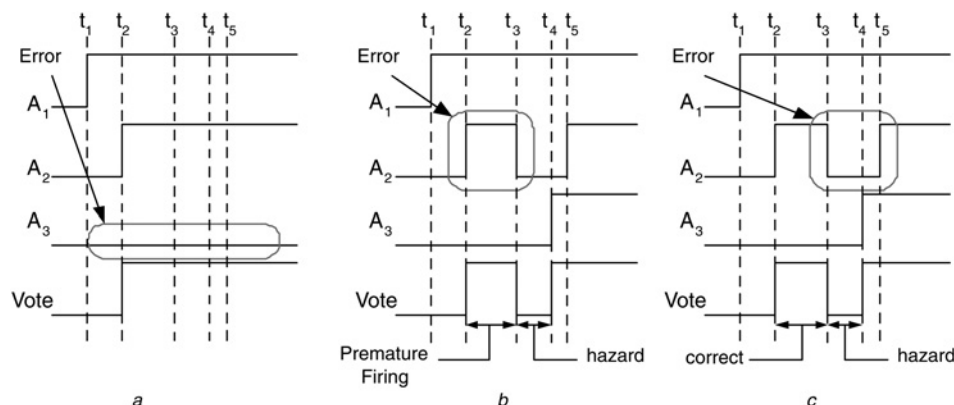 t1 t2 t3 t4 t5
Error
A1
A2
A3
Vote
a
t1 t2 t3 t4 t5
Error
A1
A2
A3
Vote
Premature
Firing
hazard
b
t1 t2 t3 t4 t5
Error
A1
A2
A3
Vote
correct
hazard
c